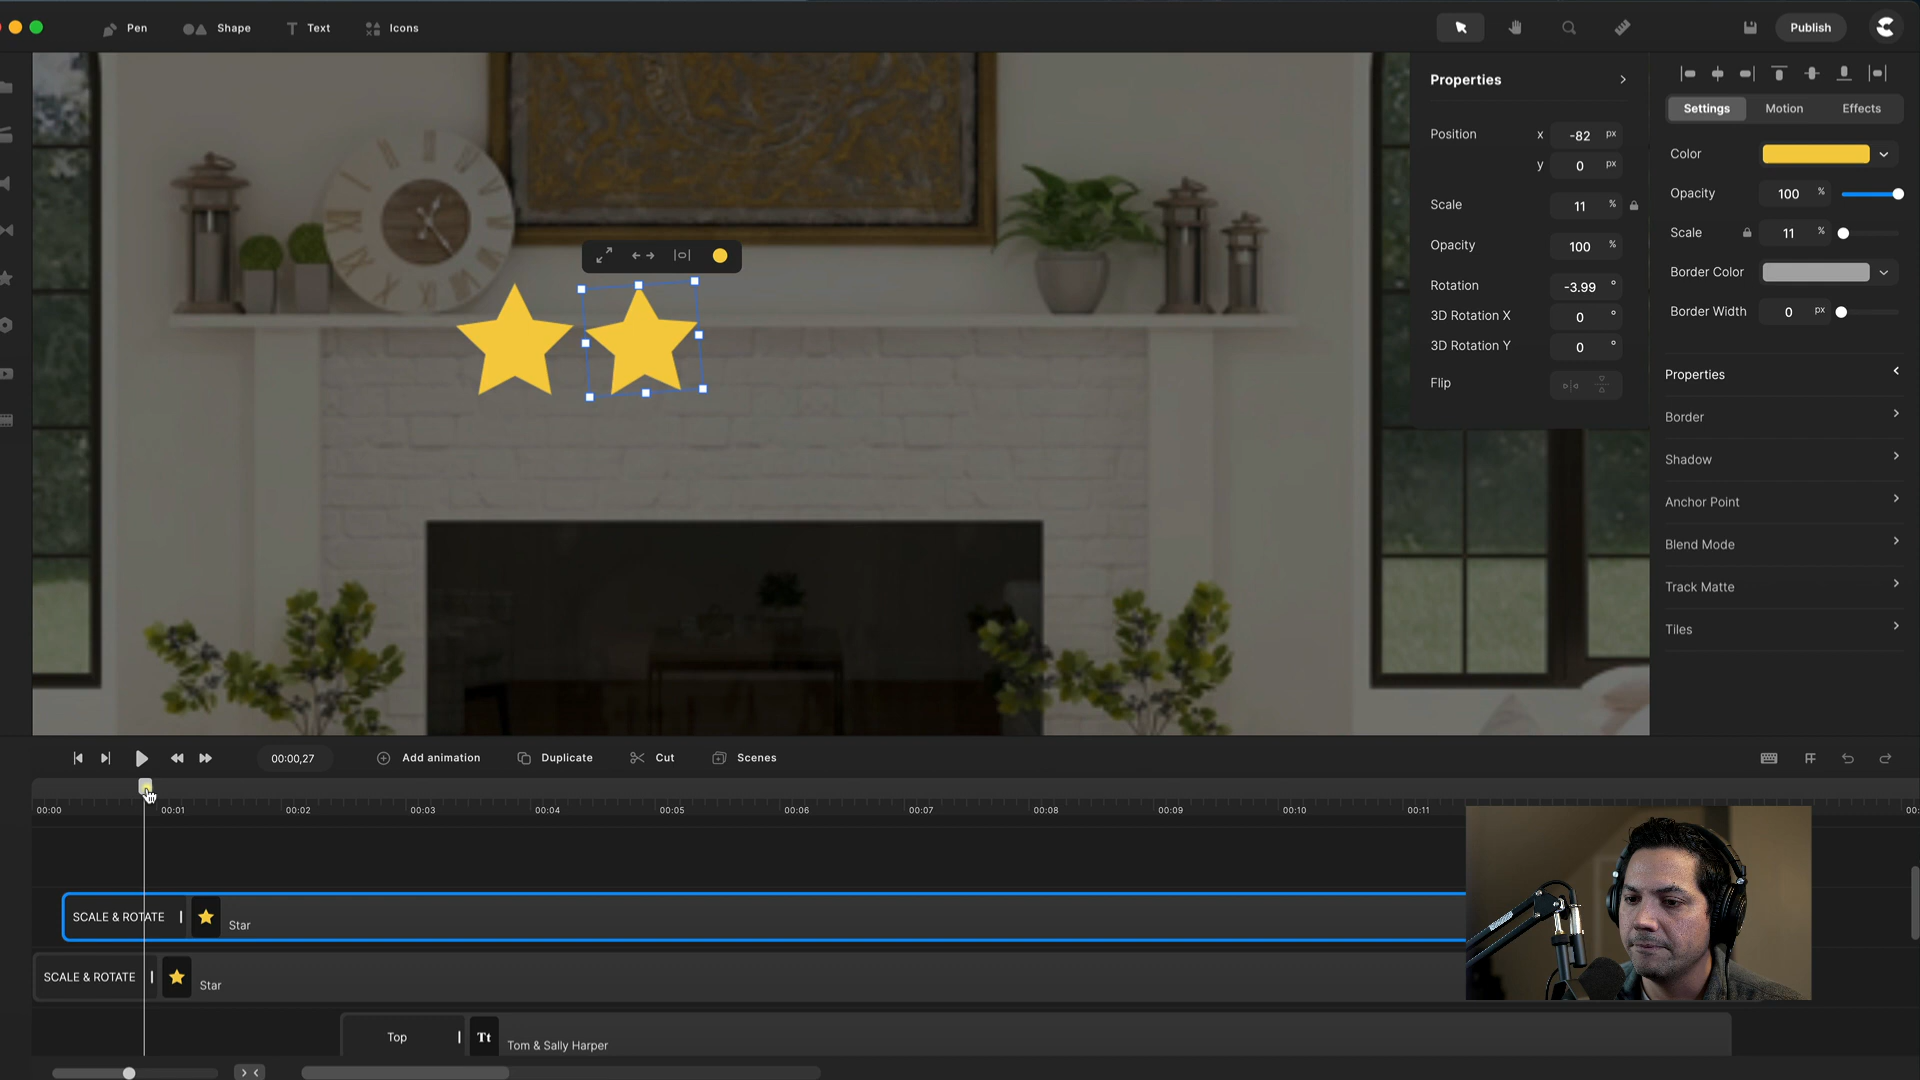 Pen
Shape
Text
Icons
Publish
Properties
Position x -82 px
y 0 px
Scale 11 %
Opacity 100 %
Rotation -3.99 °
3D Rotation X 0 °
3D Rotation Y 0 °
Flip
Settings Motion Effects
Color
Opacity 100 %
Scale 11 %
Border Color
Border Width 0 px
Properties
Border
Shadow
Anchor Point
Blend Mode
Track Matte
Tiles
00:00,27
Add animation
Duplicate
Cut
Scenes
00:00 00:01 00:02 00:03 00:04 00:05 00:06 00:07 00:08 00:09 00:10 00:11 00:
SCALE & ROTATE Star
SCALE & ROTATE Star
Top Tt Tom & Sally Harper